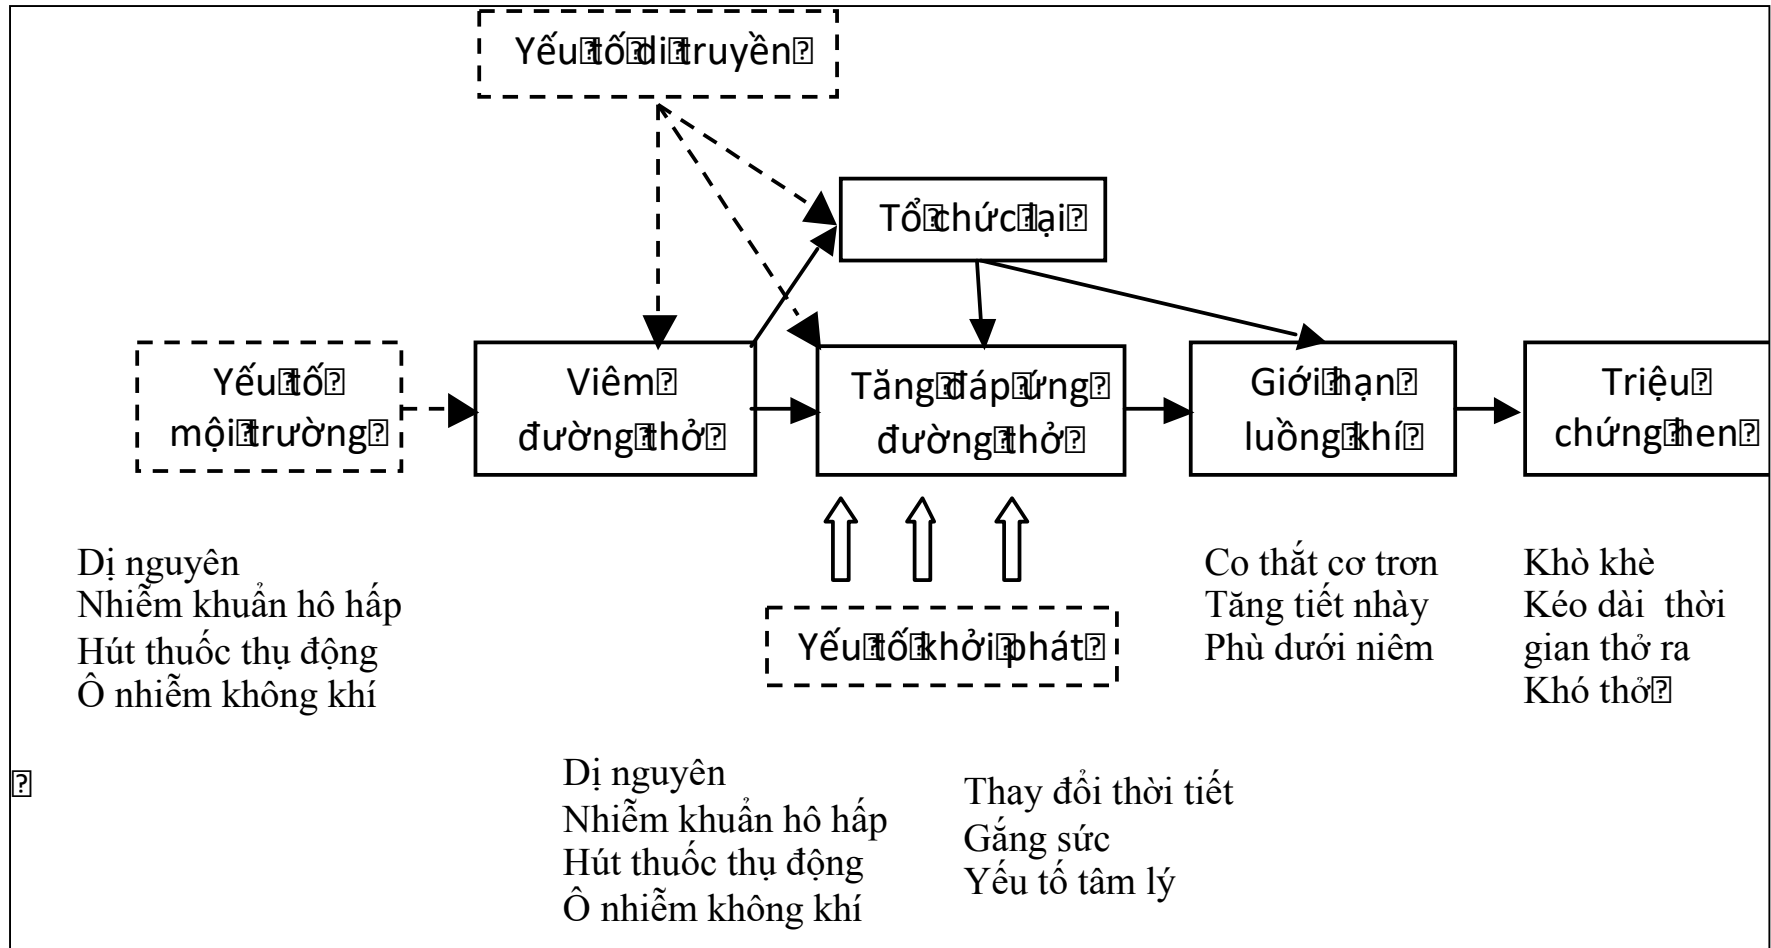 Yếu tố di truyền
Tổ chức lại
Yếu tố
mội trường
Viêm
đường thở
Tăng đáp ứng
đường thở
Giới hạn
luồng khí
Triệu
chứng hen
Dị nguyên
Nhiễm khuẩn hô hấp
Hút thuốc thụ động
Ô nhiễm không khí
Yếu tố khởi phát
Co thắt cơ trơn
Tăng tiết nhày
Phù dưới niêm
Khò khè
Kéo dài thời
gian thở ra
Khó thở
Dị nguyên
Nhiễm khuẩn hô hấp
Hút thuốc thụ động
Ô nhiễm không khí
Thay đổi thời tiết
Gắng sức
Yếu tố tâm lý